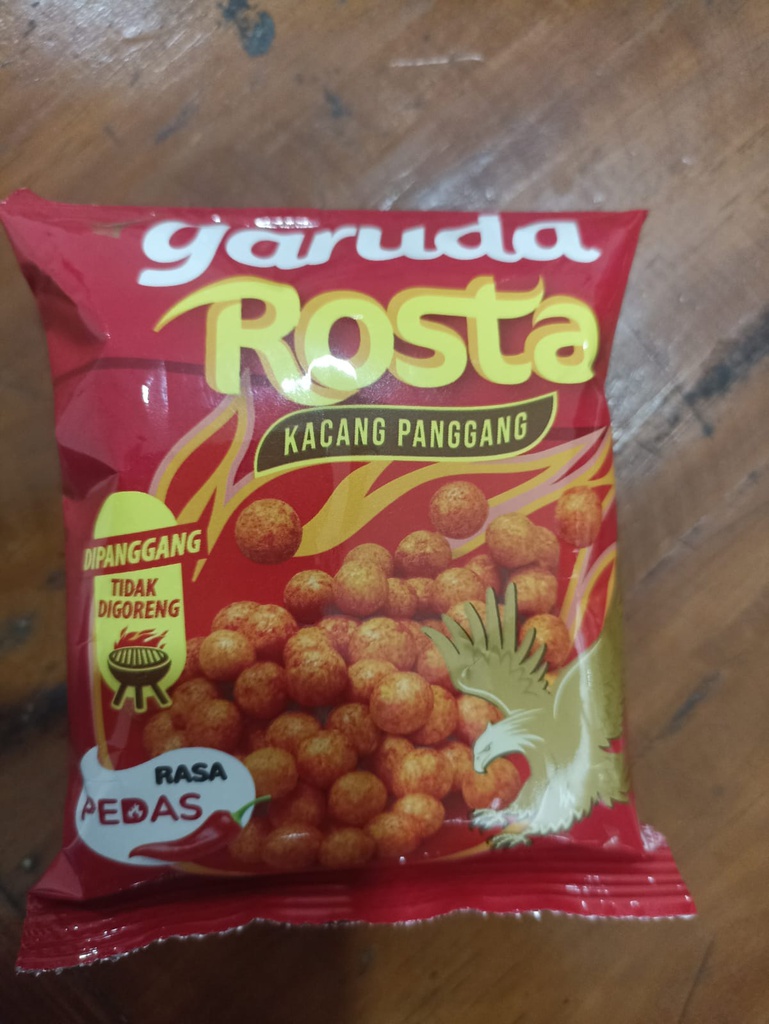 garuda
Rosta
KACANG PANGGANG
DIPANGGANG
TIDAK
DIGORENG
RASA
PEDAS